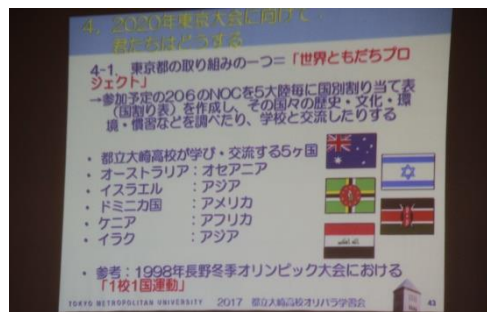 4．2020年東京大会に向けて、
君たちはどうする
4-1．東京都の取り組みの一つ＝「世界ともだちプロ
ジェクト」
→参加予定の206のNOCを5大陸毎に国別割り当て表
（国割り表）を作成し、その国々の歴史・文化・環
境・慣習などを調べたり、学校と交流したりする
・ 都立大崎高校が学び・交流する5ヶ国
・ オーストラリア：オセアニア
・ イスラエル：アジア
・ ドミニカ国：アメリカ
・ ケニア：アフリカ
・ イラク：アジア
・ 参考：1998年長野冬季オリンピック大会における
「1校1国運動」
TOKYO METROPOLITAN UNIVERSITY 2017 都立大崎高校オリパラ学習会 43